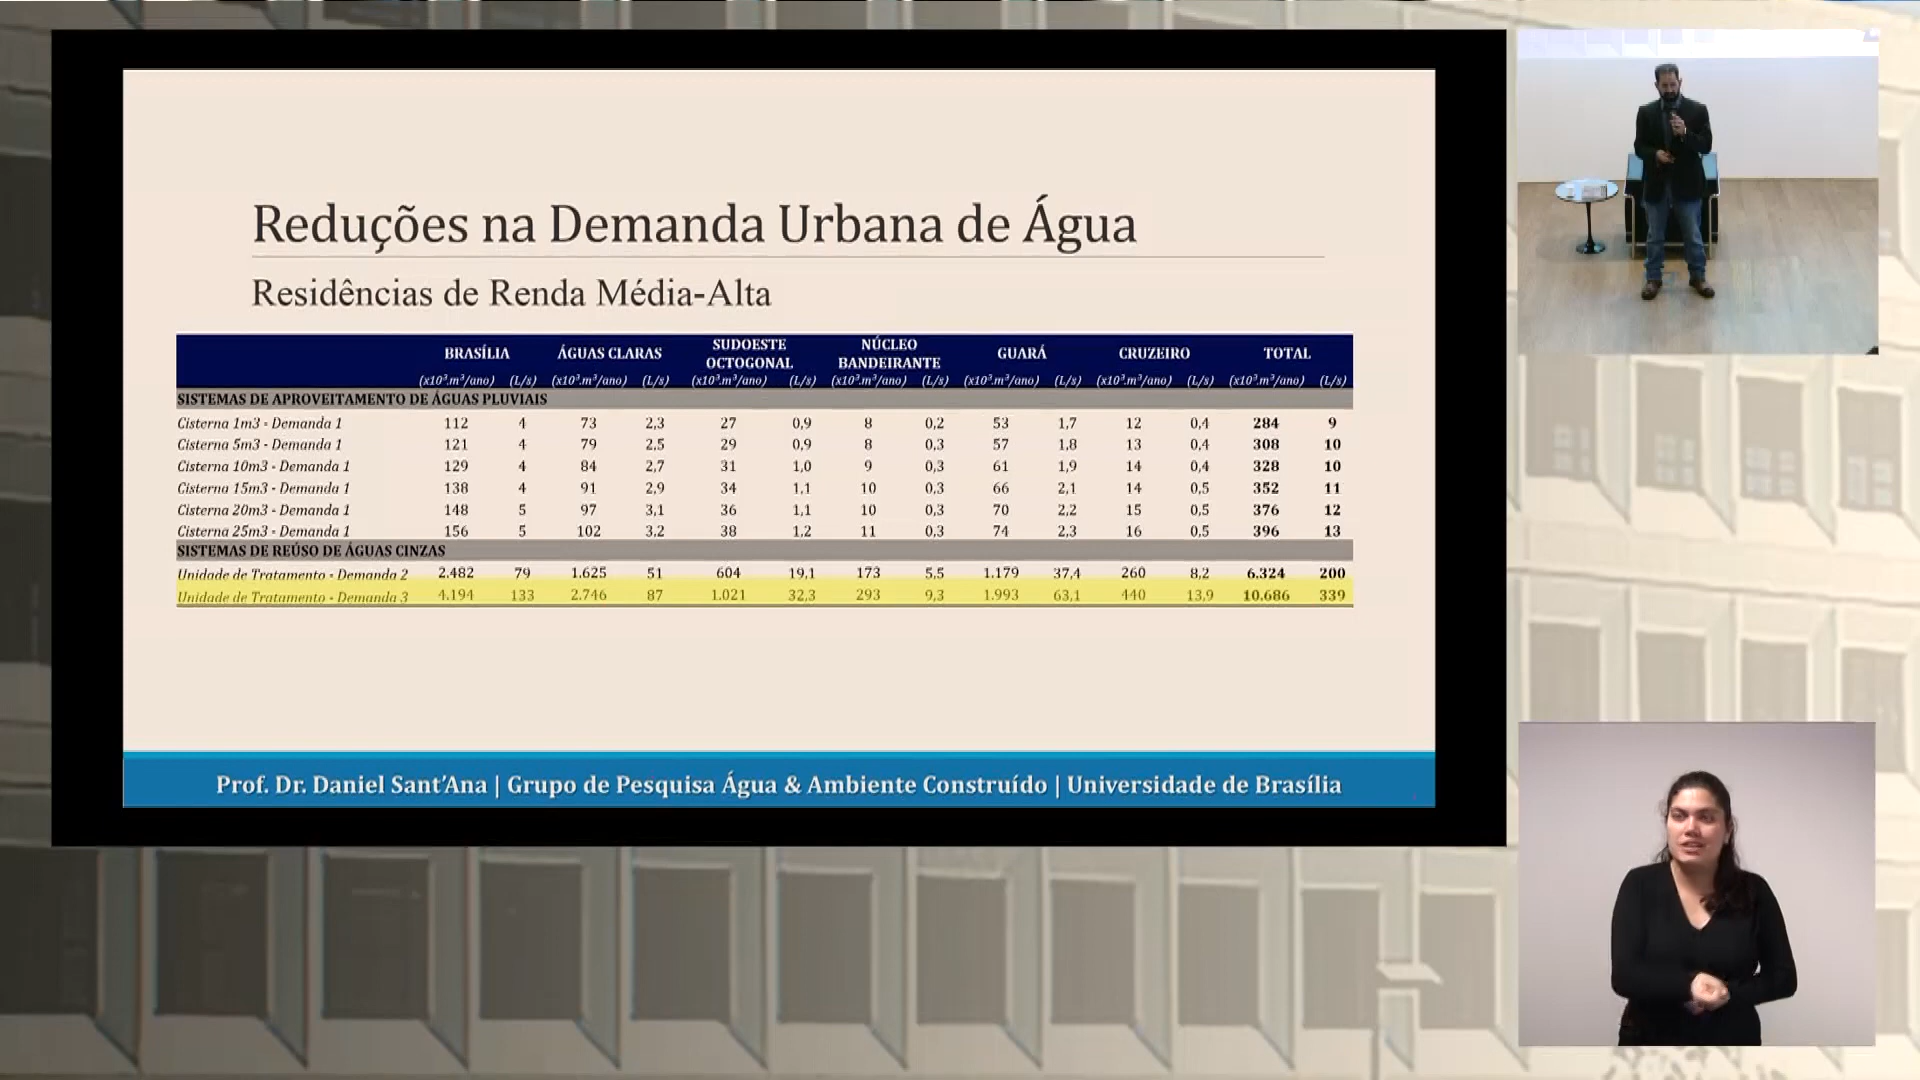 Reduções na Demanda Urbana de Água
Residências de Renda Média-Alta
BRASÍLIA ÁGUAS CLARAS SUDOESTE OCTOGONAL NÚCLEO BANDEIRANTE GUARÁ CRUZEIRO TOTAL
(x10³.m³/ano) (L/s) (x10³.m³/ano) (L/s) (x10³.m³/ano) (L/s) (x10³.m³/ano) (L/s) (x10³.m³/ano) (L/s) (x10³.m³/ano) (L/s) (x10³.m³/ano) (L/s)
SISTEMAS DE APROVEITAMENTO DE ÁGUAS PLUVIAIS
Cisterna 1m3 - Demanda 1 112 4 73 2,3 27 0,9 8 0,2 53 1,7 12 0,4 284 9
Cisterna 5m3 - Demanda 1 121 4 79 2,5 29 0,9 8 0,3 57 1,8 13 0,4 308 10
Cisterna 10m3 - Demanda 1 129 4 84 2,7 31 1,0 9 0,3 61 1,9 14 0,4 328 10
Cisterna 15m3 - Demanda 1 138 4 91 2,9 34 1,1 10 0,3 66 2,1 14 0,5 352 11
Cisterna 20m3 - Demanda 1 148 5 97 3,1 36 1,1 10 0,3 70 2,2 15 0,5 376 12
Cisterna 25m3 - Demanda 1 156 5 102 3,2 38 1,2 11 0,3 74 2,3 16 0,5 396 13
SISTEMAS DE REÚSO DE ÁGUAS CINZAS
Unidade de Tratamento - Demanda 2 2.482 79 1.625 51 604 19,1 173 5,5 1.179 37,4 260 8,2 6.324 200
Unidade de Tratamento - Demanda 3 4.194 133 2.746 87 1.021 32,3 293 9,3 1.993 63,1 440 13,9 10.686 339
Prof. Dr. Daniel Sant'Ana | Grupo de Pesquisa Água & Ambiente Construído | Universidade de Brasília